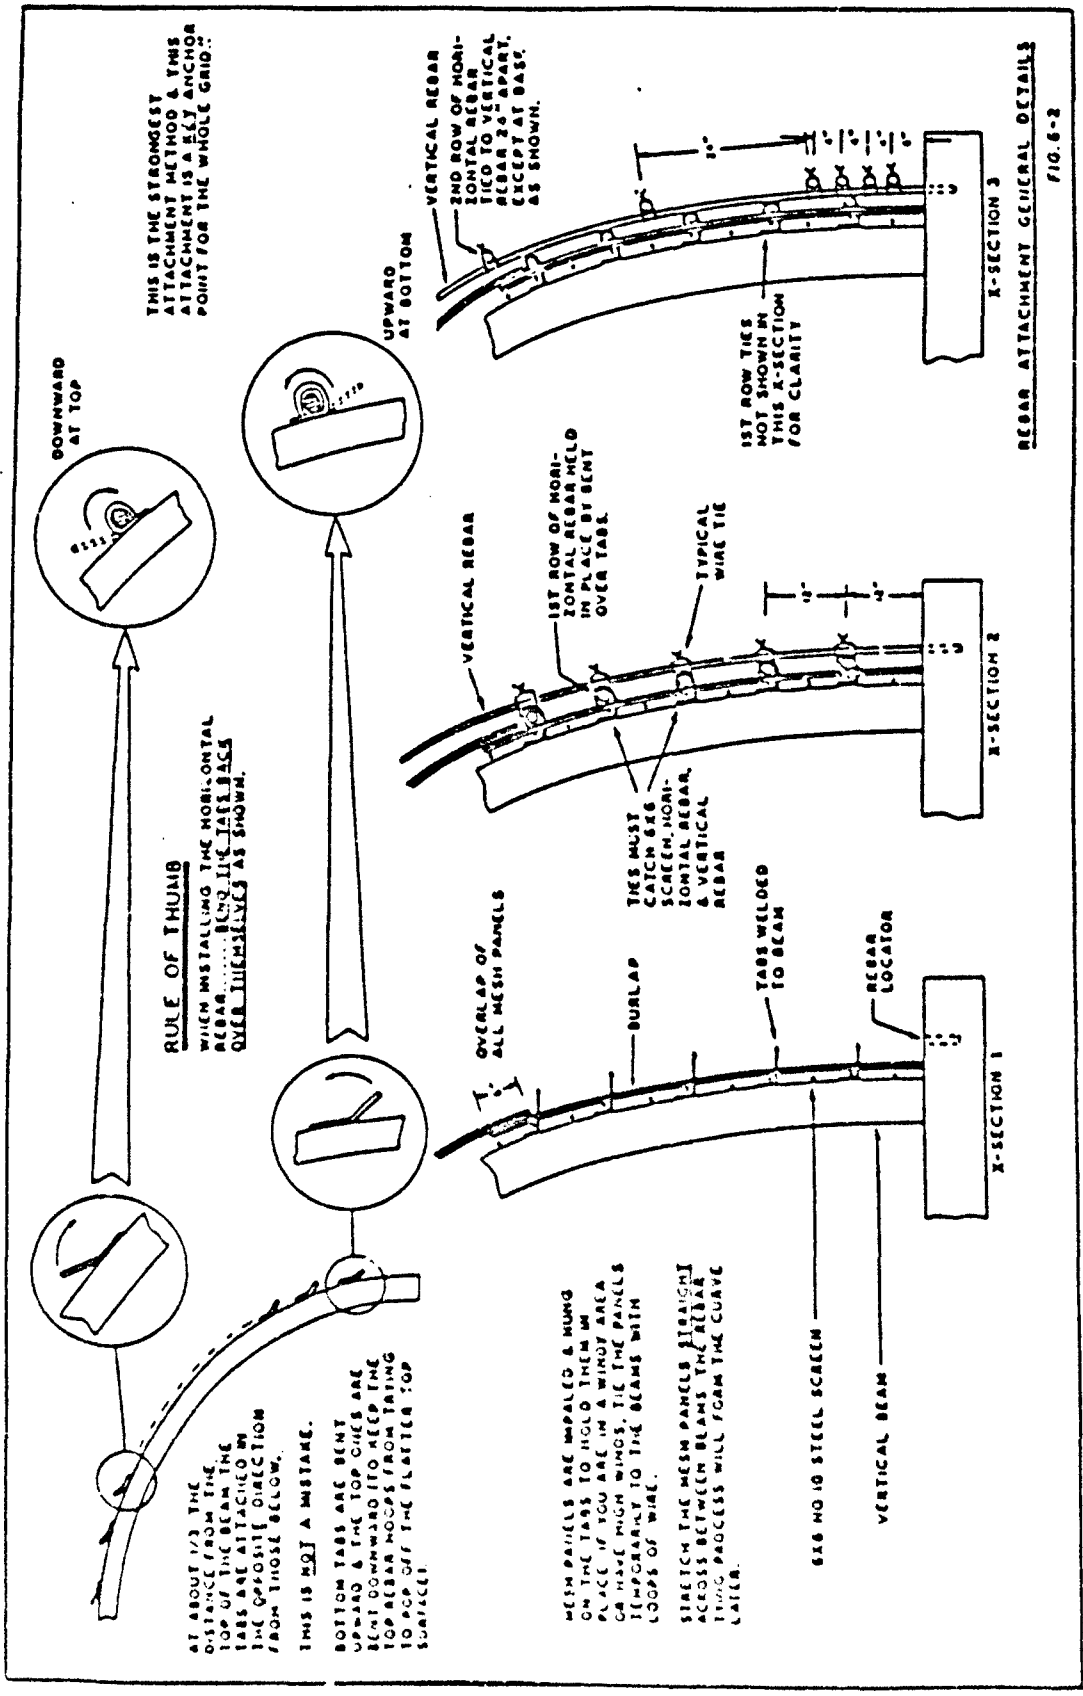 AT ABOUT 1/3 THE
DISTANCE FROM THE
TOP OF THE BEAM THE
TABS ARE ATTACHED IN
THE OPPOSITE DIRECTION
FROM THOSE BELOW.
THIS IS NOT A MISTAKE.
BOTTOM TABS ARE BENT
UPWARD & THE TOP ONES ARE
BENT DOWNWARD (TO KEEP THE
TOP REBAR HOOPS FROM TRYING
TO POP OFF THE FLATTER TOP
SURFACE).
RULE OF THUMB
WHEN INSTALLING THE HORIZONTAL
REBAR......BEND THE TABS BACK
OVER THEMSELVES AS SHOWN.
DOWNWARD
AT TOP
UPWARD
AT BOTTOM
THIS IS THE STRONGEST
ATTACHMENT METHOD & THIS
ATTACHMENT IS A KEY ANCHOR
POINT FOR THE WHOLE GRID."
MESH PANELS ARE IMPALED & HUNG
ON THE TABS TO HOLD THEM IN
PLACE. IF YOU ARE IN A WINDY AREA
OR HAVE HIGH WINDS, TIE THE PANELS
TEMPORARILY TO THE BEAMS WITH
LOOPS OF WIRE.
STRETCH THE MESH PANELS STRAIGHT
ACROSS BETWEEN BEAMS THE REBAR
TYING PROCESS WILL FORM THE CURVE
LATER.
6X6 NO 10 STEEL SCREEN
VERTICAL BEAM
OVERLAP OF
ALL MESH PANELS
6"
BURLAP
TABS WELDED
TO BEAM
REBAR
LOCATOR
X-SECTION 1
VERTICAL REBAR
1ST ROW OF HORI-
ZONTAL REBAR HELD
IN PLACE BY BENT
OVER TABS.
TYPICAL
WIRE TIE
TIES MUST
CATCH 6X6
SCREEN, HORI-
ZONTAL REBAR,
& VERTICAL
REBAR
12"
12"
X-SECTION 2
VERTICAL REBAR
2ND ROW OF HORI-
ZONTAL REBAR
TIED TO VERTICAL
REBAR 24" APART,
EXCEPT AT BASE,
AS SHOWN.
1ST ROW TIES
NOT SHOWN IN
THIS X-SECTION
FOR CLARITY
24"
6"
6"
6"
6"
X-SECTION 3
REBAR ATTACHMENT GENERAL DETAILS
FIG. 6-2